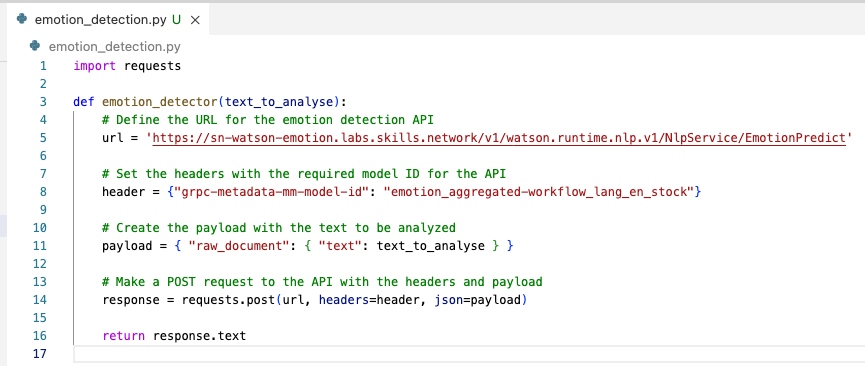 emotion_detection.py U ×
emotion_detection.py
1 import requests
2
3 def emotion_detector(text_to_analyse):
4     # Define the URL for the emotion detection API
5     url = 'https://sn-watson-emotion.labs.skills.network/v1/watson.runtime.nlp.v1/NlpService/EmotionPredict'
6
7     # Set the headers with the required model ID for the API
8     header = {"grpc-metadata-mm-model-id": "emotion_aggregated-workflow_lang_en_stock"}
9
10     # Create the payload with the text to be analyzed
11     payload = { "raw_document": { "text": text_to_analyse } }
12
13     # Make a POST request to the API with the headers and payload
14     response = requests.post(url, headers=header, json=payload)
15
16     return response.text
17